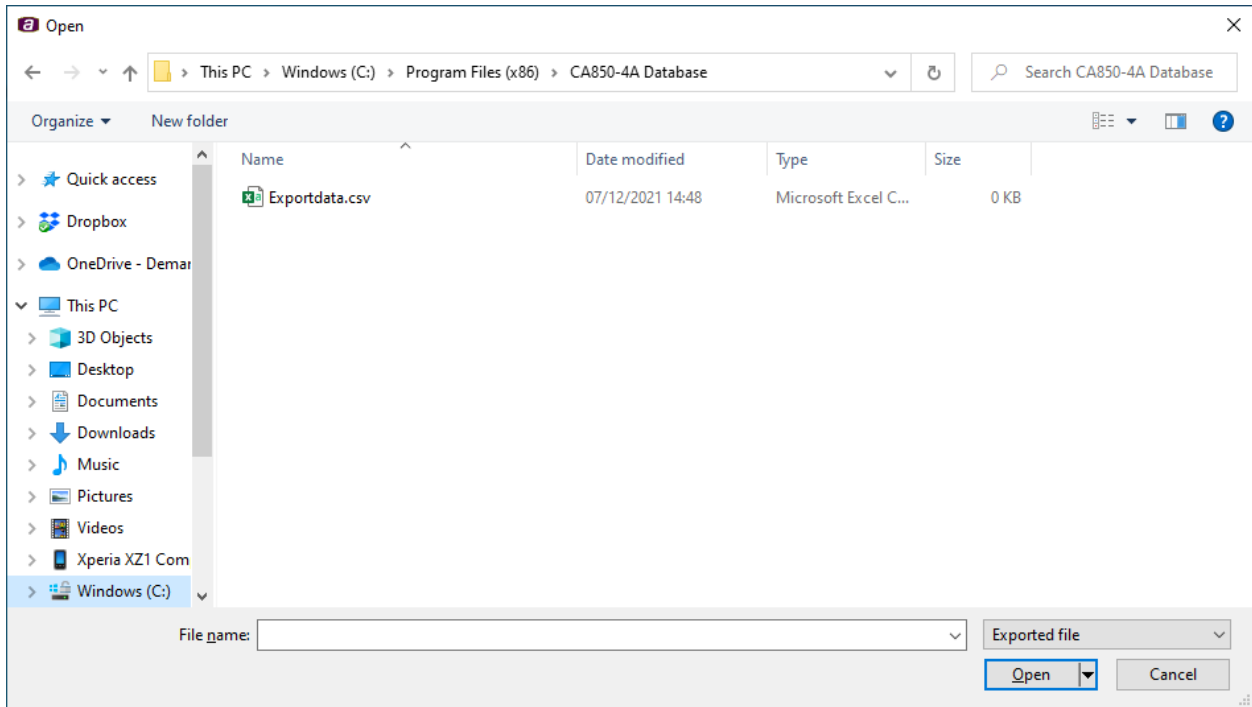 Open
This PC > Windows (C:) > Program Files (x86) > CA850-4A Database
Search CA850-4A Database
Organize
New folder
Name
Date modified
Type
Size
Quick access
Exportdata.csv
07/12/2021 14:48
Microsoft Excel C...
0 KB
Dropbox
OneDrive - Demar
This PC
3D Objects
Desktop
Documents
Downloads
Music
Pictures
Videos
Xperia XZ1 Com
Windows (C:)
File name:
Exported file
Open
Cancel